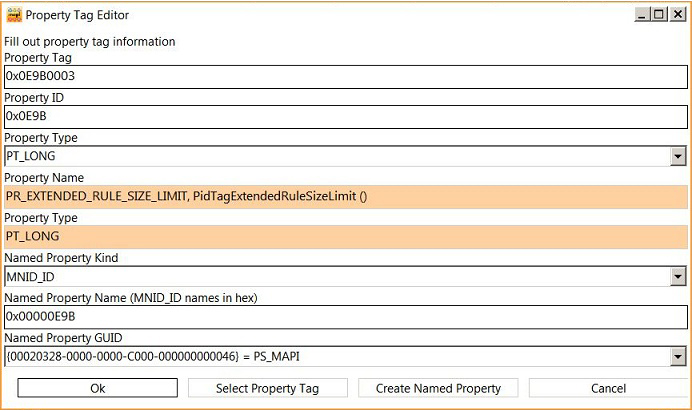 Property Tag Editor
Fill out property tag information
Property Tag
0x0E9B0003
Property ID
0x0E9B
Property Type
PT_LONG
Property Name
PR_EXTENDED_RULE_SIZE_LIMIT, PidTagExtendedRuleSizeLimit ()
Property Type
PT_LONG
Named Property Kind
MNID_ID
Named Property Name (MNID_ID names in hex)
0x00000E9B
Named Property GUID
{00020328-0000-0000-C000-000000000046} = PS_MAPI
Ok Select Property Tag Create Named Property Cancel